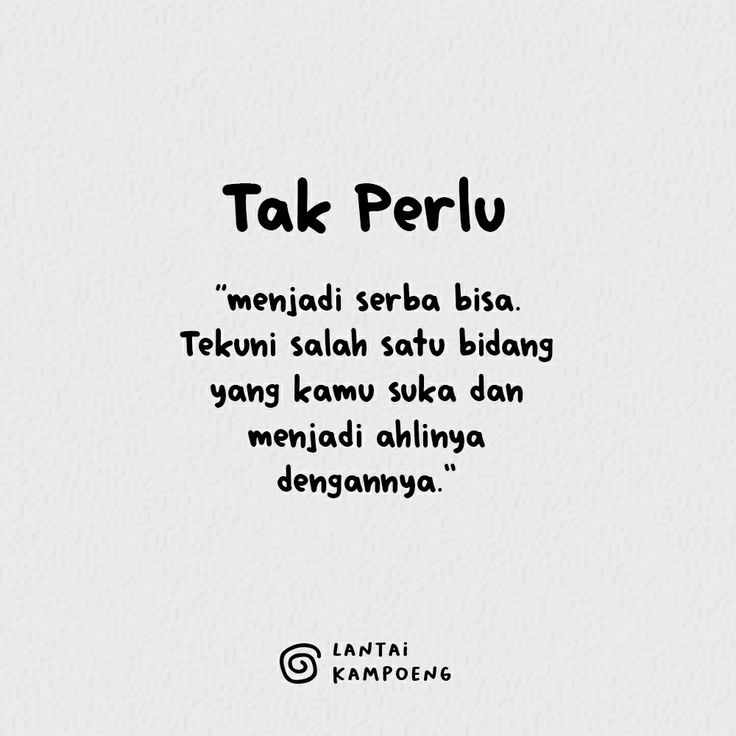 Tak Perlu
"menjadi serba bisa.
Tekuni salah satu bidang
yang kamu suka dan
menjadi ahlinya
dengannya."
LANTAi
KAMPOENG